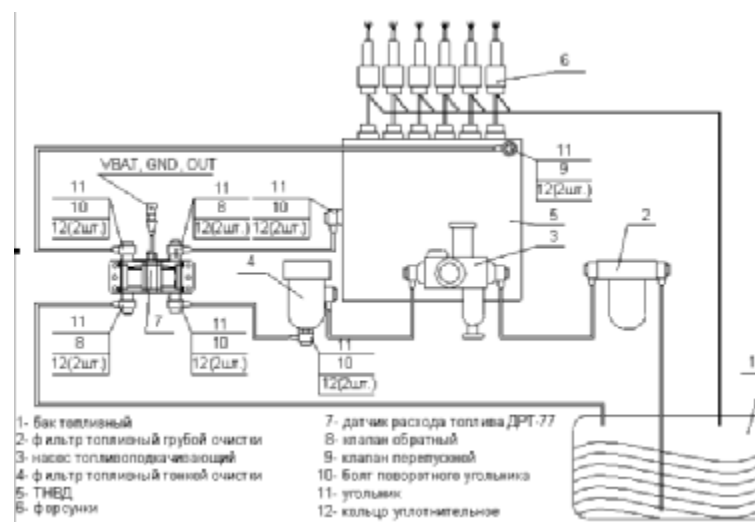 6
VBAT, GND, OUT
11
10
12(2шт.)
11
8
12(2шт.)
11
10
12(2шт.)
11
9
12(2шт.)
5
3
2
4
1
7
11
8
12(2шт.)
11
10
12(2шт.)
11
10
12(2шт.)
1- бак топливный
2- фильтр топливный грубой очистки
3- насос топливоподкачивающий
4- фильтр топливный тонкой очистки
5- ТНВД
6- форсунки
7- датчик расхода топлива ДРТ-77
8- клапан обратный
9- клапан перепускной
10- болт поворотного угольника
11- угольник
12- кольцо уплотнительное